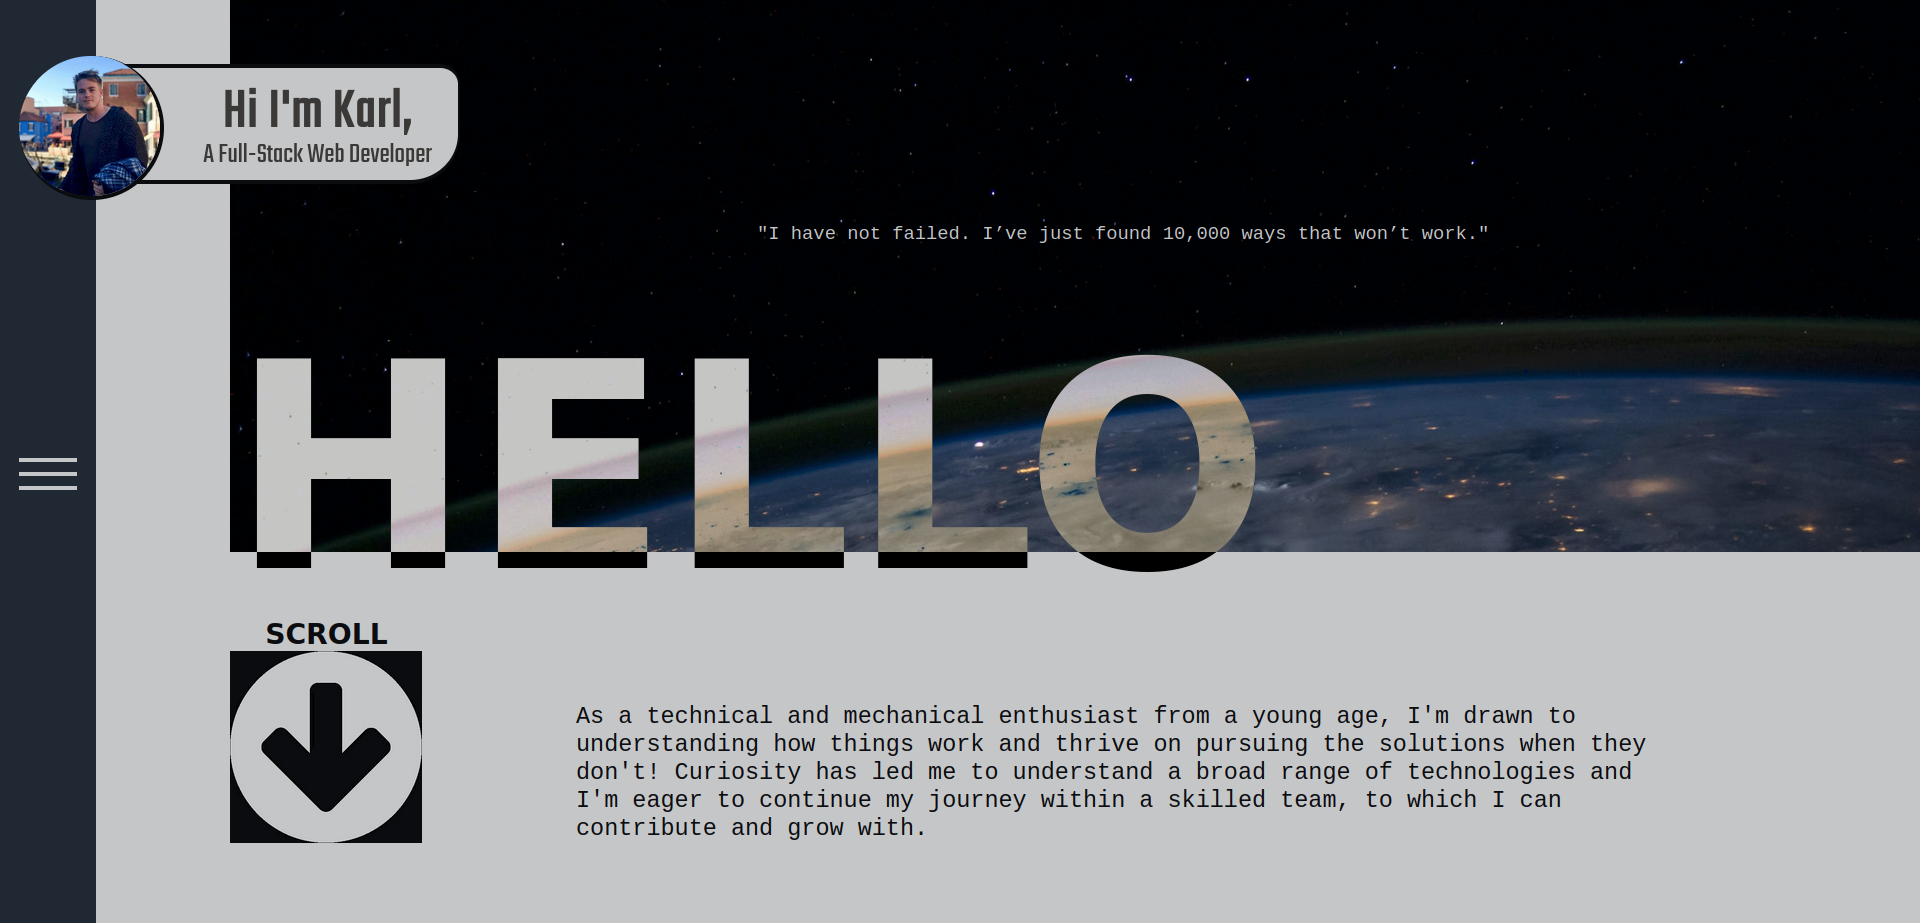 Hi I'm Karl,
A Full-Stack Web Developer
"I have not failed. I’ve just found 10,000 ways that won’t work."
HELLO
SCROLL
As a technical and mechanical enthusiast from a young age, I'm drawn to
understanding how things work and thrive on pursuing the solutions when they
don't! Curiosity has led me to understand a broad range of technologies and
I'm eager to continue my journey within a skilled team, to which I can
contribute and grow with.